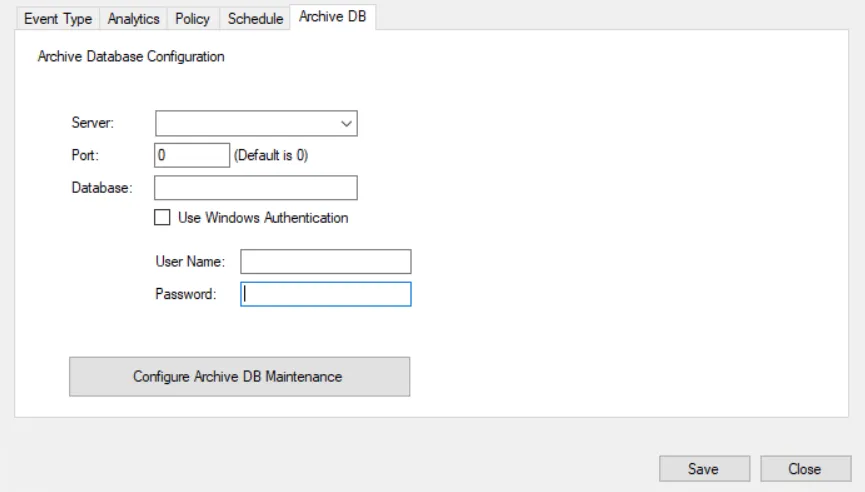 Event Type Analytics Policy Schedule Archive DB
Archive Database Configuration
Server:
Port: 0 (Default is 0)
Database:
Use Windows Authentication
User Name:
Password:
Configure Archive DB Maintenance
Save Close